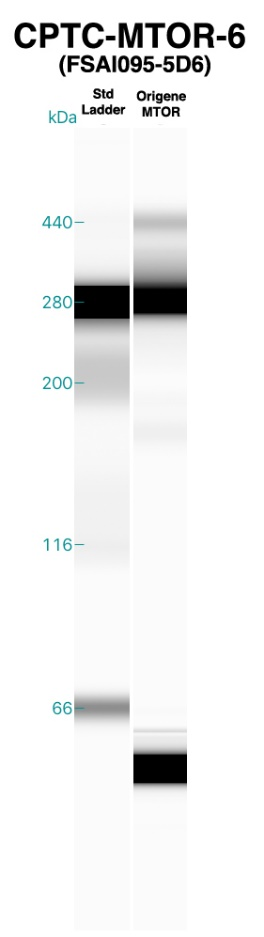 CPTC-MTOR-6
(FSAI095-5D6)
Std
Ladder
Origene
MTOR
kDa
440
280
200
116
66